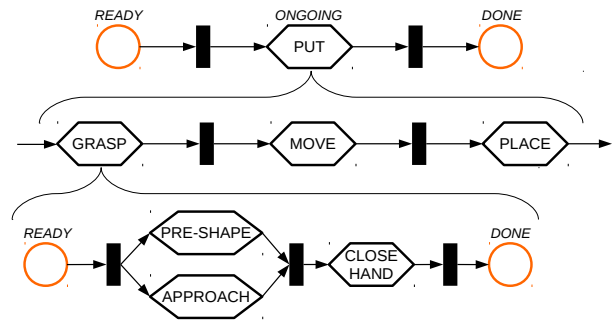 READY
ONGOING
DONE
PUT
GRASP
MOVE
PLACE
READY
PRE-SHAPE
APPROACH
CLOSE
HAND
DONE